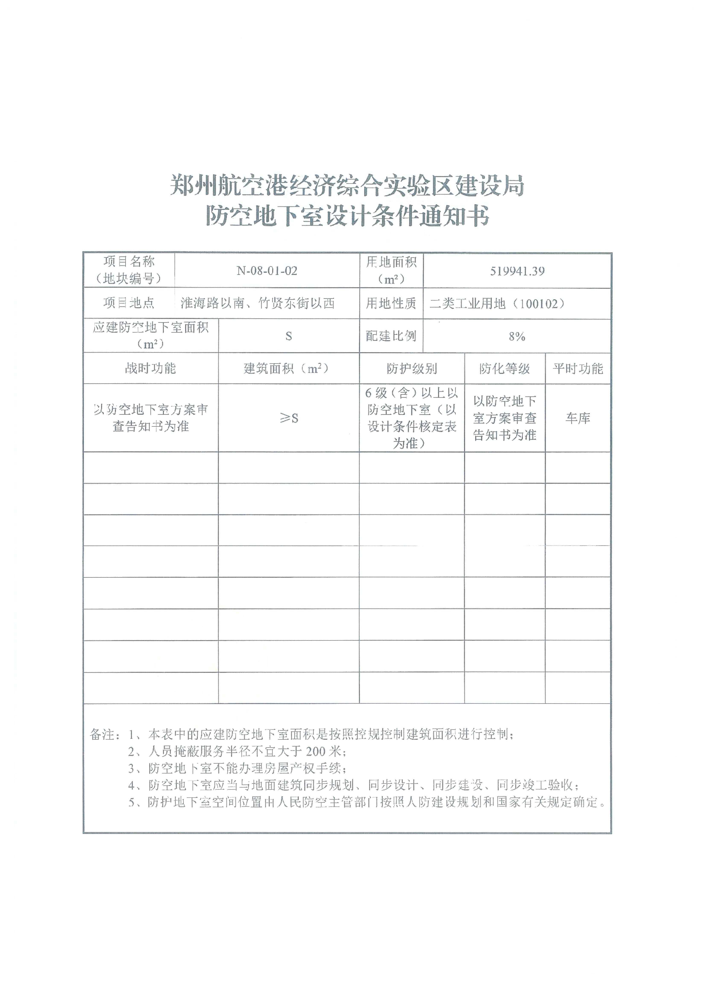 郑州航空港经济综合实验区建设局
防空地下室设计条件通知书
项目名称
（地块编号）
N-08-01-02
用地面积
（m²）
519941.39
项目地点
淮海路以南、竹贤东街以西
用地性质
二类工业用地（100102）
应建防空地下室面积
（m²）
S
配建比例
8%
战时功能
建筑面积（m²）
防护级别
防化等级
平时功能
以防空地下室方案审
查告知书为准
≥S
6 级（含）以上以
防空地下室（以
设计条件核定表
为准）
以防空地下
室方案审查
告知书为准
车库
备注：1、本表中的应建防空地下室面积是按照控规控制建筑面积进行控制；
2、人员掩蔽服务半径不宜大于 200 米；
3、防空地下室不能办理房屋产权手续；
4、防空地下室应当与地面建筑同步规划、同步设计、同步建设、同步竣工验收；
5、防护地下室空间位置由人民防空主管部门按照人防建设规划和国家有关规定确定。